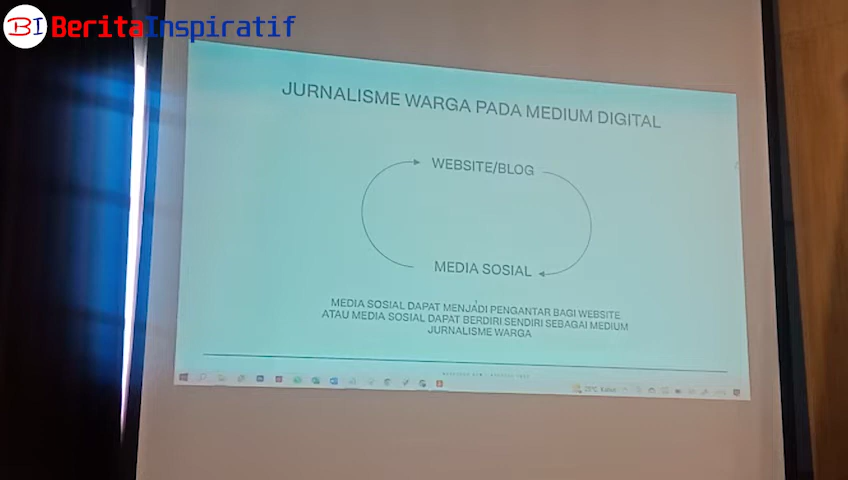 BI BeritaInspiratif
JURNALISME WARGA PADA MEDIUM DIGITAL
WEBSITE/BLOG
MEDIA SOSIAL
MEDIA SOSIAL DAPAT MENJADI PENGANTAR BAGI WEBSITE
ATAU MEDIA SOSIAL DAPAT BERDIRI SENDIRI SEBAGAI MEDIUM
JURNALISME WARGA